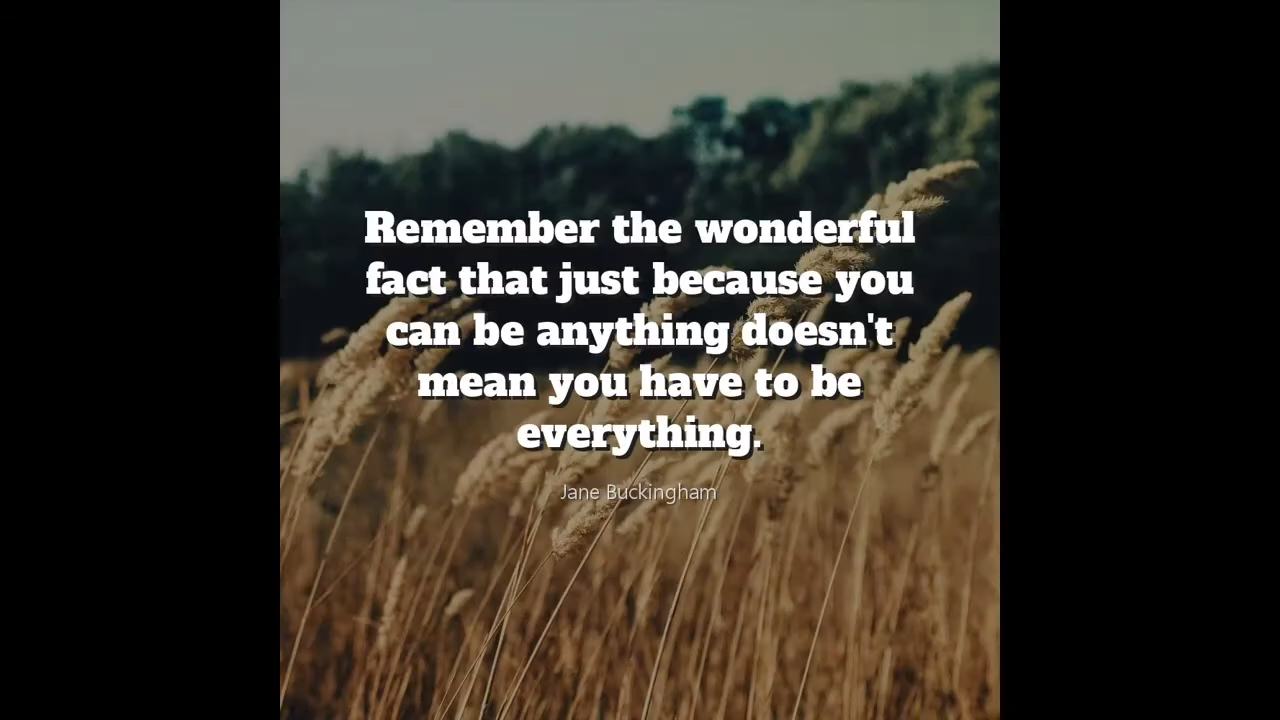 Remember the wonderful
fact that just because you
can be anything doesn't
mean you have to be
everything.
Jane Buckingham